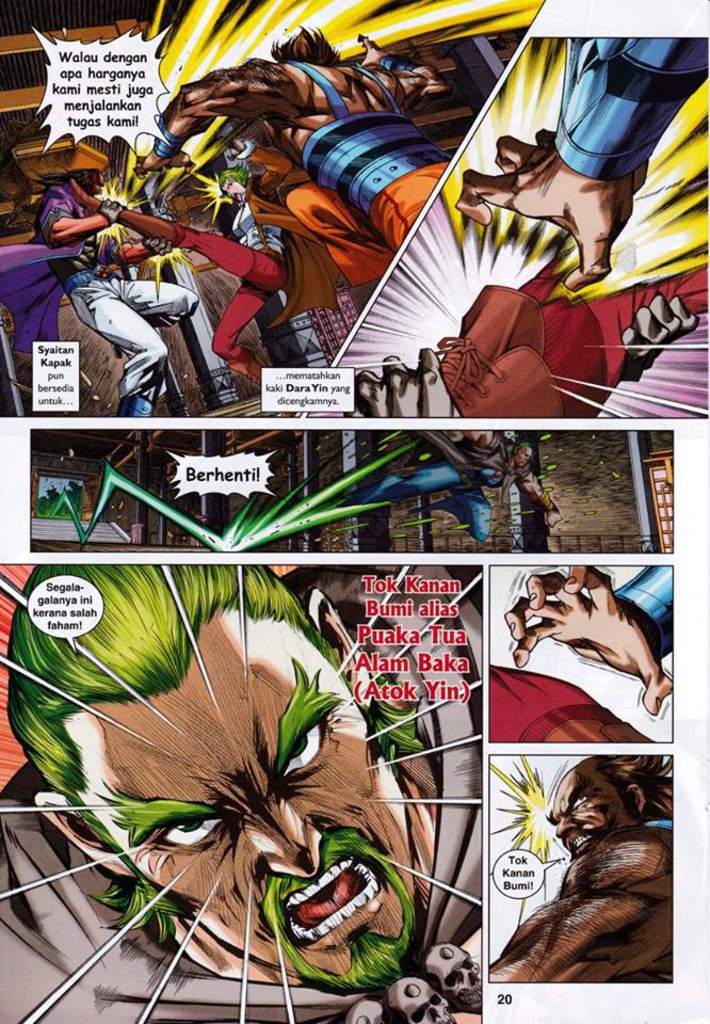 Walau dengan
apa harganya
kami mesti juga
menjalankan
tugas kami!
Syaitan
Kapak
pun
bersedia
untuk...
...mematahkan
kaki Dara Yin yang
dicengkamnya.
Berhenti!
Segala-
galanya ini
kerana salah
faham!
Tok Kanan
Bumi alias
Puaka Tua
Alam Baka
(Atok Yin)
Tok
Kanan
Bumi!
20